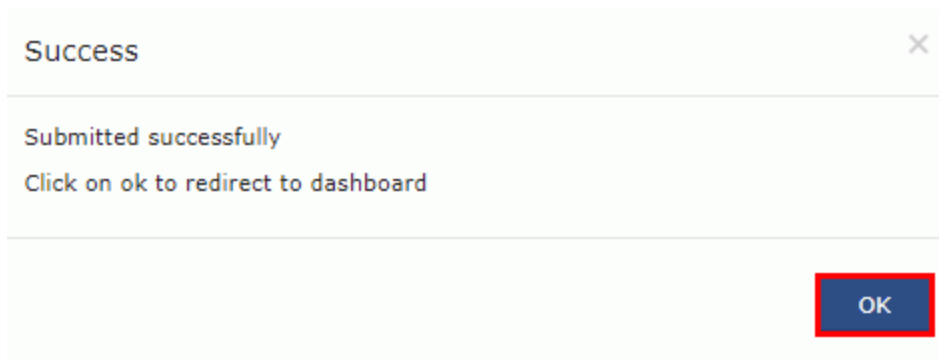 Success
Submitted successfully
Click on ok to redirect to dashboard
OK